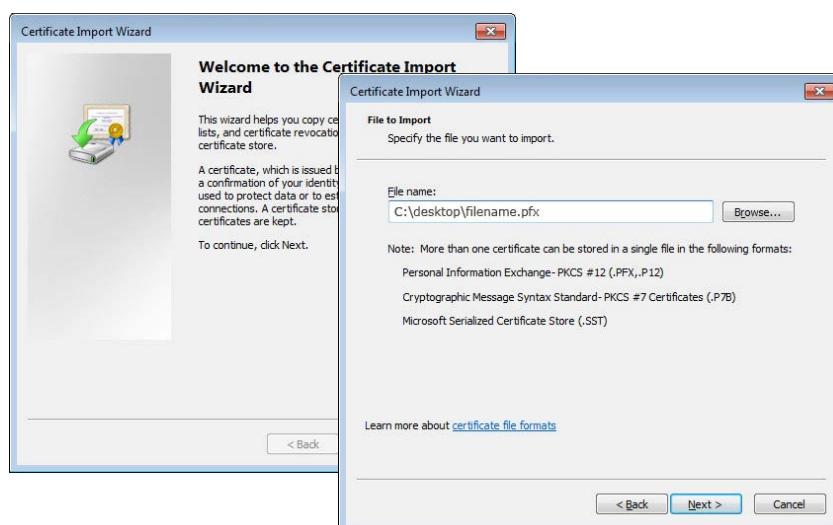 Certificate Import Wizard
Welcome to the Certificate Import
Wizard
This wizard helps you copy ce
lists, and certificate revocatio
certificate store.
A certificate, which is issued b
a confirmation of your identity
used to protect data or to est
connections. A certificate stor
certificates are kept.
To continue, click Next.
< Back
Certificate Import Wizard
File to Import
Specify the file you want to import.
File name:
C:\desktop\filename.pfx
Browse...
Note: More than one certificate can be stored in a single file in the following formats:
Personal Information Exchange- PKCS #12 (.PFX,.P12)
Cryptographic Message Syntax Standard- PKCS #7 Certificates (.P7B)
Microsoft Serialized Certificate Store (.SST)
Learn more about certificate file formats
< Back
Next >
Cancel